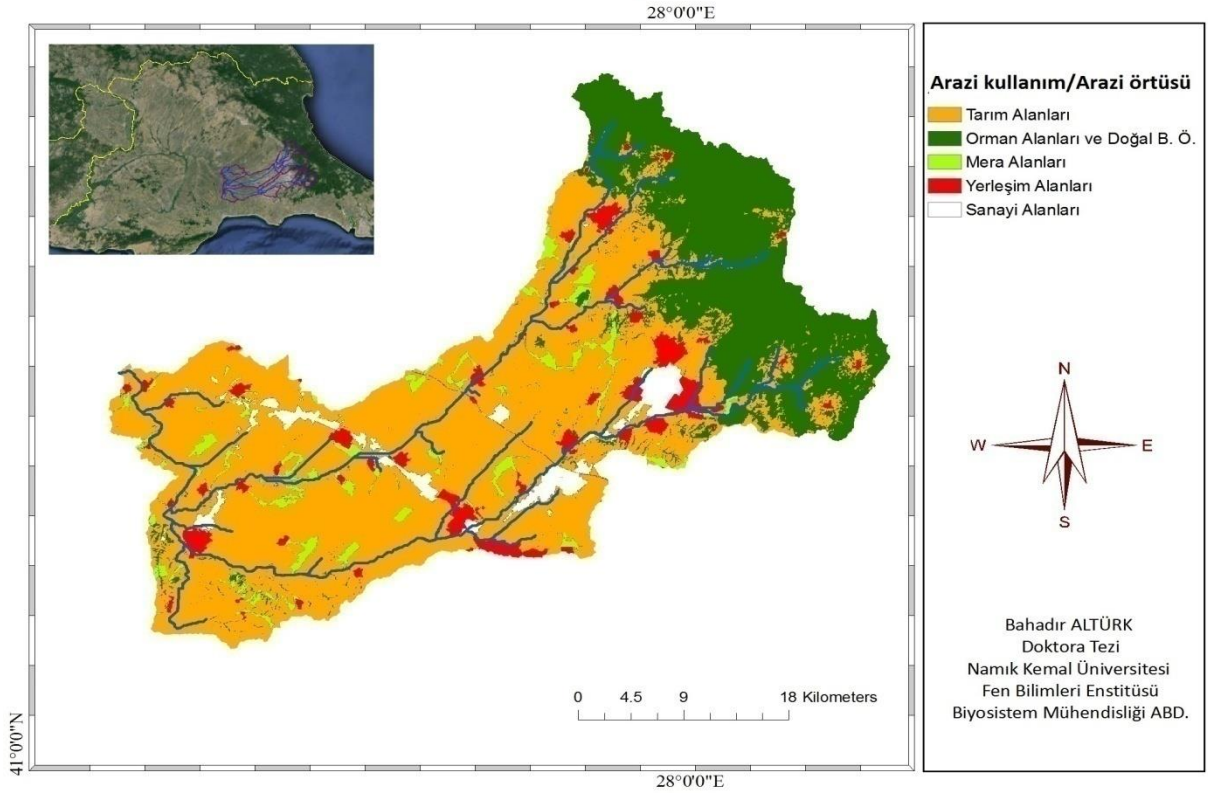 28°0'0"E
Arazi kullanım/Arazi örtüsü
Tarım Alanları
Orman Alanları ve Doğal B. Ö.
Mera Alanları
Yerleşim Alanları
Sanayi Alanları
N
W
E
S
Bahadır ALTÜRK
Doktora Tezi
Namık Kemal Üniversitesi
Fen Bilimleri Enstitüsü
Biyosistem Mühendisliği ABD.
0 4.5 9 18 Kilometers
41°0'0"N
28°0'0"E